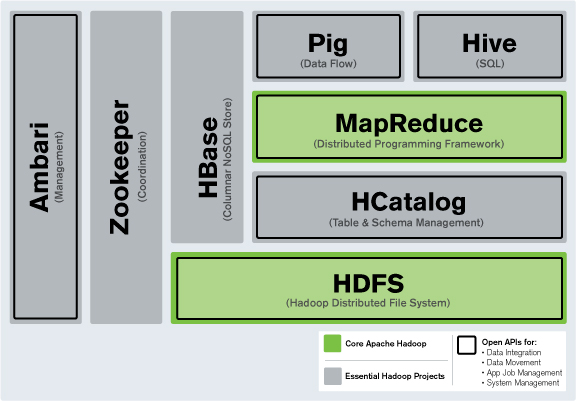 Ambari
(Management)
Zookeeper
(Coordination)
HBase
(Columnar NoSQL Store)
Pig
(Data Flow)
Hive
(SQL)
MapReduce
(Distributed Programming Framework)
HCatalog
(Table & Schema Management)
HDFS
(Hadoop Distributed File System)
Core Apache Hadoop
Essential Hadoop Projects
Open APIs for:
• Data Integration
• Data Movement
• App Job Management
• System Management